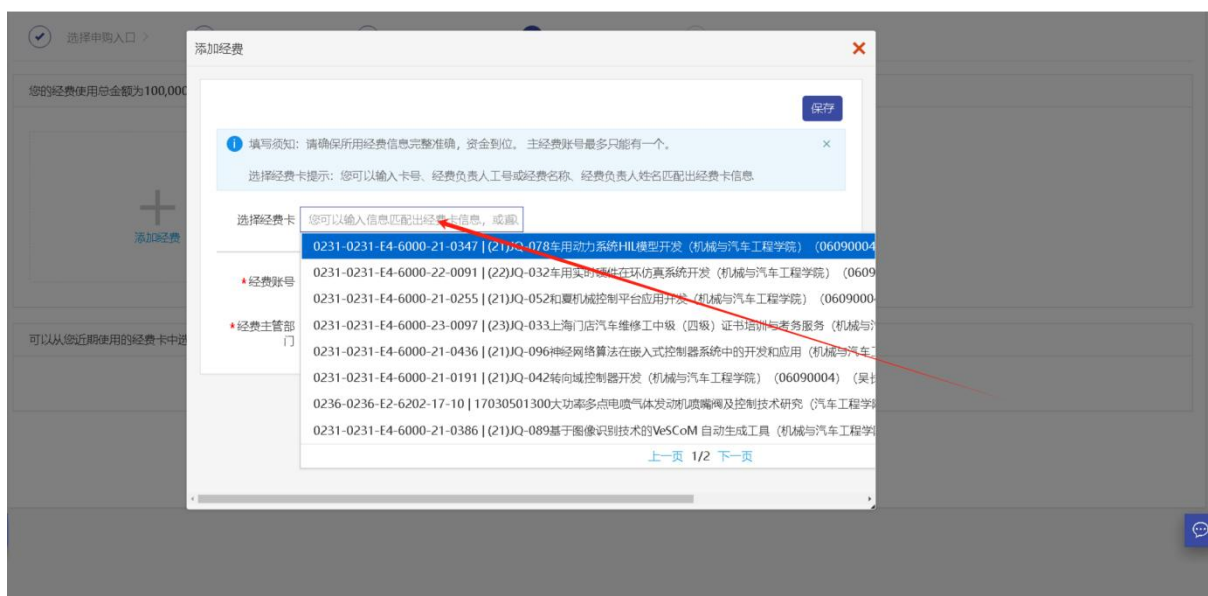 选择申购入口 >
添加经费
您的经费使用总金额为100,000
保存
填写须知：请确保所用经费信息完整准确，资金到位。 主经费账号最多只能有一个。
选择经费卡提示：您可以输入卡号、经费负责人工号或经费名称、经费负责人姓名匹配出经费卡信息.
添加经费
选择经费卡
您可以输入信息匹配出经费卡信息，或
0231-0231-E4-6000-21-0347 | (21)JQ-078车用动力系统HIL模型开发（机械与汽车工程学院）（06090004
0231-0231-E4-6000-22-0091 | (22)JQ-032车用实时硬件在环仿真系统开发（机械与汽车工程学院）（0609
*经费账号
0231-0231-E4-6000-21-0255 | (21)JQ-052和夏机械控制平台应用开发（机械与汽车工程学院）（0609000
*经费主管部门
0231-0231-E4-6000-23-0097 | (23)JQ-033上海门店汽车维修工中级（四级）证书培训与考务服务（机械与
可以从您近期使用的经费卡中选
0231-0231-E4-6000-21-0436 | (21)JQ-096神经网络算法在嵌入式控制器系统中的开发和应用（机械与汽车
0231-0231-E4-6000-21-0191 | (21)JQ-042转向域控制器开发（机械与汽车工程学院）（06090004）（吴
0236-0236-E2-6202-17-10 | 17030501300大功率多点电喷气体发动机喷嘴阀及控制技术研究（汽车工程学
0231-0231-E4-6000-21-0386 | (21)JQ-089基于图像识别技术的VeSCoM 自动生成工具（机械与汽车工程学
上一页 1/2 下一页